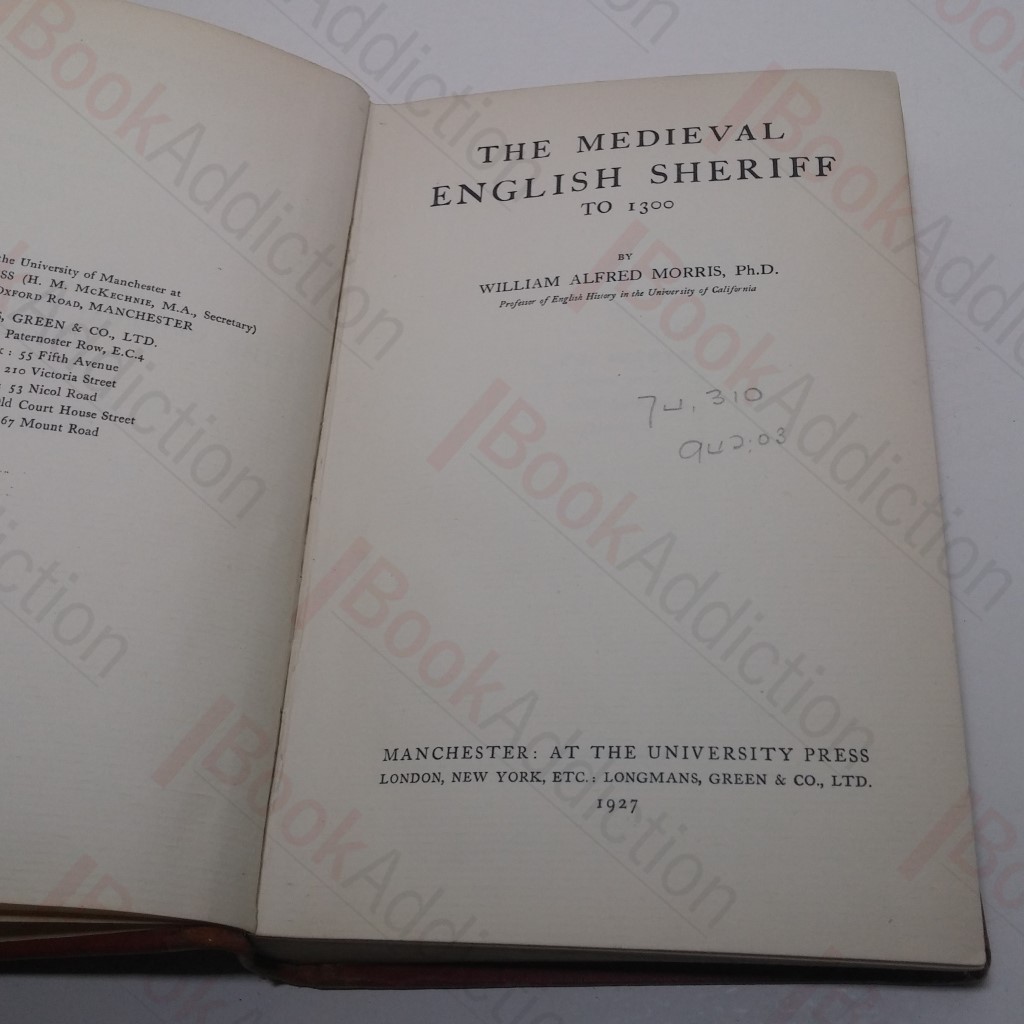 the University of Manchester at
SS (H. M. McKECHNIE, M.A., Secretary)
OXFORD ROAD, MANCHESTER
, GREEN & CO., LTD.
Paternoster Row, E.C.4
: 55 Fifth Avenue
210 Victoria Street
: 53 Nicol Road
ld Court House Street
67 Mount Road
THE MEDIEVAL
ENGLISH SHERIFF
TO 1300
BY
WILLIAM ALFRED MORRIS, Ph.D.
Professor of English History in the University of California
74,310
942.03
MANCHESTER: AT THE UNIVERSITY PRESS
LONDON, NEW YORK, ETC.: LONGMANS, GREEN & CO., LTD.
1927
BookAddiction